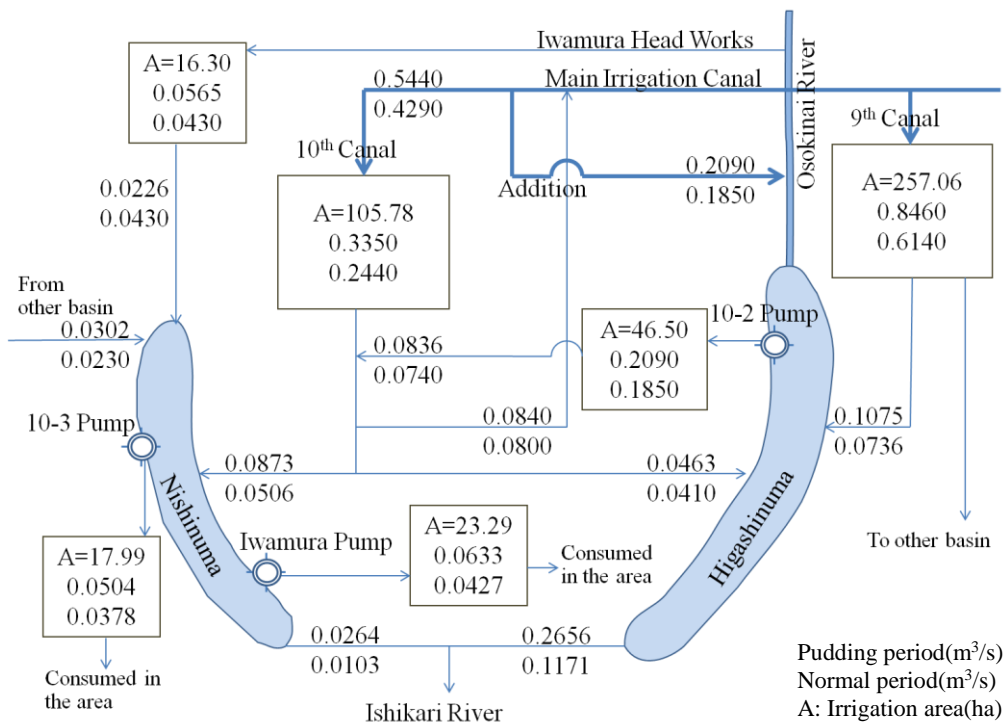 Iwamura Head Works
A=16.30
0.0565
0.0430
0.5440
0.4290
Main Irrigation Canal
Osokinai River
9th Canal
10th Canal
Addition
0.2090
0.1850
A=257.06
0.8460
0.6140
0.0226
0.0430
A=105.78
0.3350
0.2440
From
other basin
0.0302
0.0230
10-2 Pump
A=46.50
0.2090
0.1850
0.0836
0.0740
10-3 Pump
0.0840
0.0800
0.1075
0.0736
0.0873
0.0506
0.0463
0.0410
Nishinuma
Higashinuma
Iwamura Pump
A=23.29
0.0633
0.0427
Consumed
in the area
To other basin
A=17.99
0.0504
0.0378
Consumed in
the area
0.0264
0.0103
0.2656
0.1171
Ishikari River
Pudding period(m³/s)
Normal period(m³/s)
A: Irrigation area(ha)